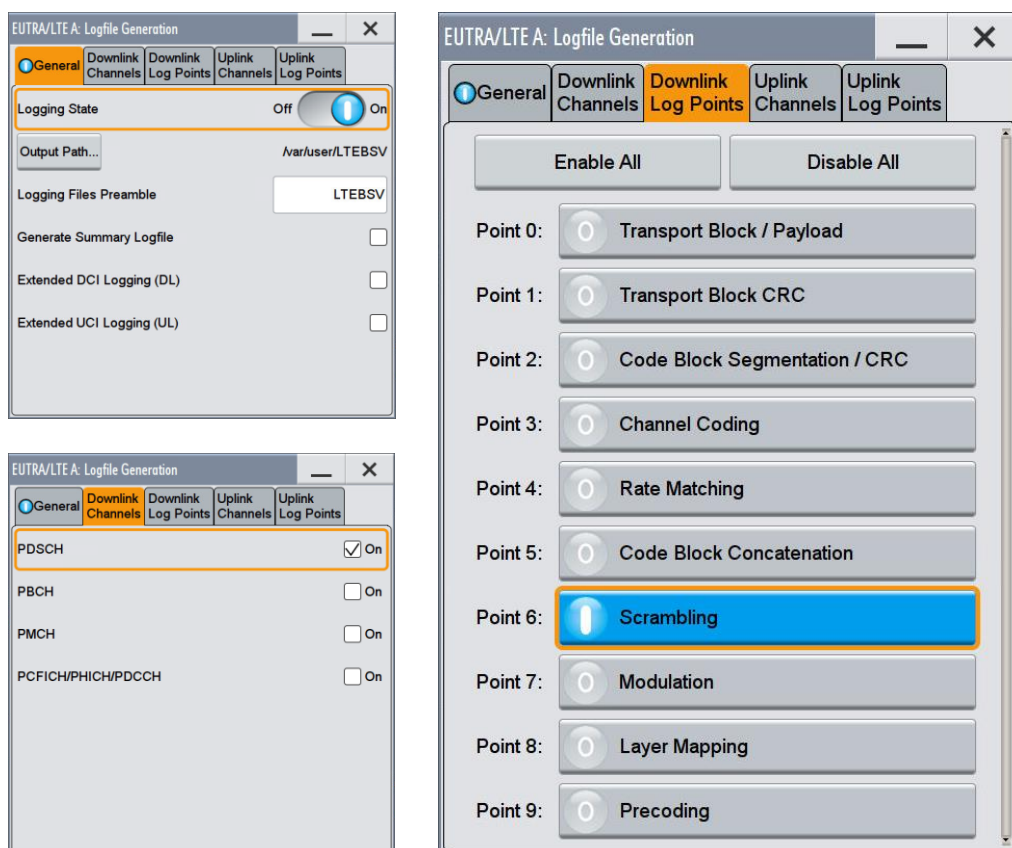 EUTRA/LTE A: Logfile Generation
General
Downlink Channels
Downlink Log Points
Uplink Channels
Uplink Log Points
Logging State Off On
Output Path... /var/user/LTEBSV
Logging Files Preamble LTEBSV
Generate Summary Logfile
Extended DCI Logging (DL)
Extended UCI Logging (UL)
EUTRA/LTE A: Logfile Generation
General
Downlink Channels
Downlink Log Points
Uplink Channels
Uplink Log Points
PDSCH On
PBCH On
PMCH On
PCFICH/PHICH/PDCCH On
EUTRA/LTE A: Logfile Generation
General
Downlink Channels
Downlink Log Points
Uplink Channels
Uplink Log Points
Enable All Disable All
Point 0: Transport Block / Payload
Point 1: Transport Block CRC
Point 2: Code Block Segmentation / CRC
Point 3: Channel Coding
Point 4: Rate Matching
Point 5: Code Block Concatenation
Point 6: Scrambling
Point 7: Modulation
Point 8: Layer Mapping
Point 9: Precoding